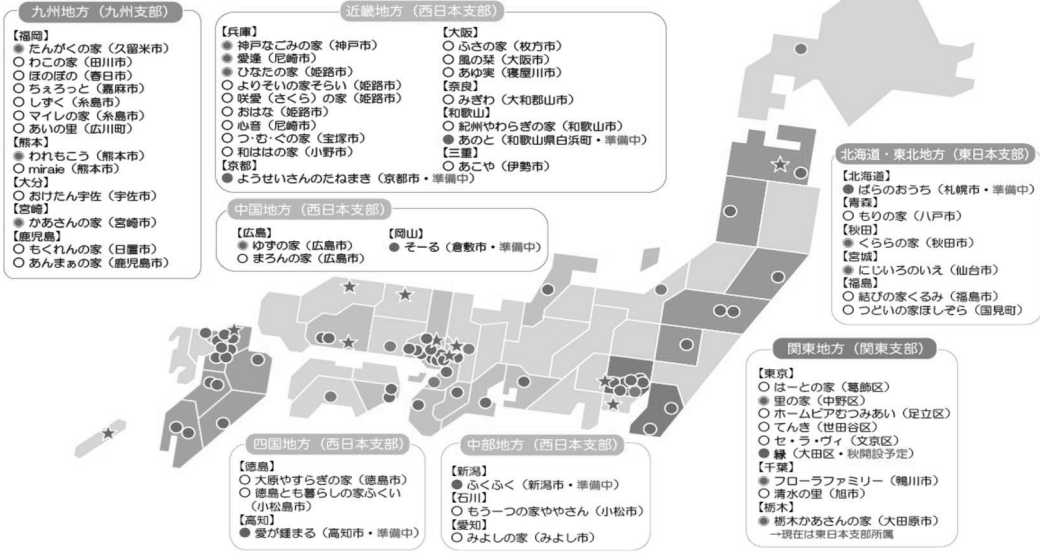 九州地方（九州支部）
【福岡】
◉ たんがくの家（久留米市）
○ わこの家（田川市）
○ ほのぼの（春日市）
○ ちぇろっと（嘉麻市）
○ しずく（糸島市）
○ マイレの家（糸島市）
○ あいの里（広川町）
【熊本】
◉ われもこう（熊本市）
○ miraie（熊本市）
【大分】
○ おけたん宇佐（宇佐市）
【宮崎】
◉ かあさんの家（宮崎市）
【鹿児島】
○ もくれんの家（日置市）
○ あんまぁの家（鹿児島市）
近畿地方（西日本支部）
【兵庫】
◉ 神戸なごみの家（神戸市）
◉ 愛逢（尼崎市）
◉ ひなたの家（姫路市）
○ よりそいの家そらい（姫路市）
○ 咲愛（さくら）の家（姫路市）
○ おはな（姫路市）
○ 心音（尼崎市）
○ つ・む・ぐの家（宝塚市）
○ 和ははの家（小野市）
【京都】
● ようせいさんのたねまき（京都市・準備中）
【大阪】
○ ふさの家（枚方市）
○ 風の栞（大阪市）
○ あゆ実（寝屋川市）
【奈良】
○ みぎわ（大和郡山市）
【和歌山】
○ 紀州やわらぎの家（和歌山市）
● あのと（和歌山県白浜町・準備中）
【三重】
○ あこや（伊勢市）
中国地方（西日本支部）
【広島】
◉ ゆずの家（広島市）
○ まろんの家（広島市）
【岡山】
● そーる（倉敷市・準備中）
北海道・東北地方（東日本支部）
【北海道】
● ばらのおうち（札幌市・準備中）
【青森】
○ もりの家（八戸市）
【秋田】
◉ くららの家（秋田市）
【宮城】
◉ にじいろのいえ（仙台市）
【福島】
○ 結びの家くるみ（福島市）
○ つどいの家ほしぞら（国見町）
関東地方（関東支部）
【東京】
○ はーとの家（葛飾区）
◉ 里の家（中野区）
○ ホームピアむつみあい（足立区）
○ てんき（世田谷区）
○ セ・ラ・ヴィ（文京区）
● 縁（大田区・秋開設予定）
【千葉】
◉ フローラファミリー（鴨川市）
○ 清水の里（旭市）
【栃木】
◉ 栃木かあさんの家（大田原市）
→現在は東日本支部所属
四国地方（西日本支部）
【徳島】
○ 大原やすらぎの家（徳島市）
○ 徳島とも暮らしの家ふくい
（小松島市）
【高知】
● 愛が錘まる（高知市・準備中）
中部地方（西日本支部）
【新潟】
● ふくふく（新潟市・準備中）
【石川】
○ もう一つの家ややさん（小松市）
【愛知】
○ みよしの家（みよし市）